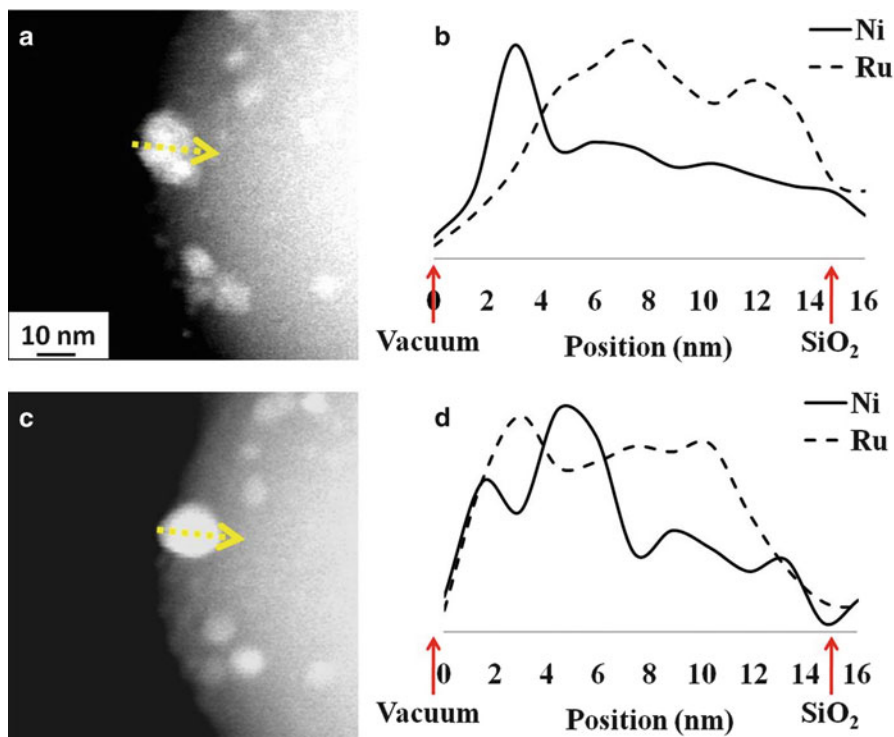 a
10 nm
b
Ni
Ru
0 2 4 6 8 10 12 14 16
Vacuum Position (nm) SiO₂
c
d
Ni
Ru
0 2 4 6 8 10 12 14 16
Vacuum Position (nm) SiO₂